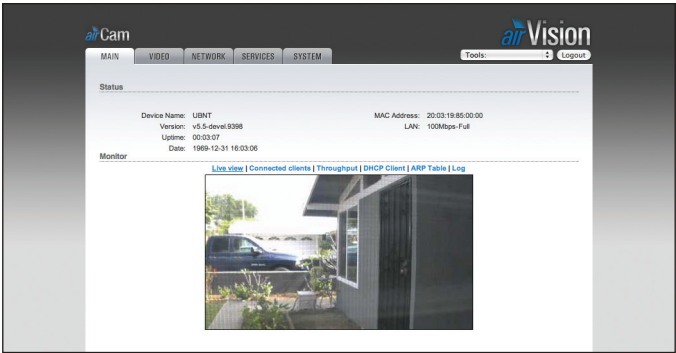 airCam
airVision
MAIN VIDEO NETWORK SERVICES SYSTEM
Tools: Logout
Status
Device Name: UBNT MAC Address: 20:03:19:85:00:00
Version: v5.5-devel.9398 LAN: 100Mbps-Full
Uptime: 00:03:07
Date: 1969-12-31 16:03:06
Monitor
Live view | Connected clients | Throughput | DHCP Client | ARP Table | Log